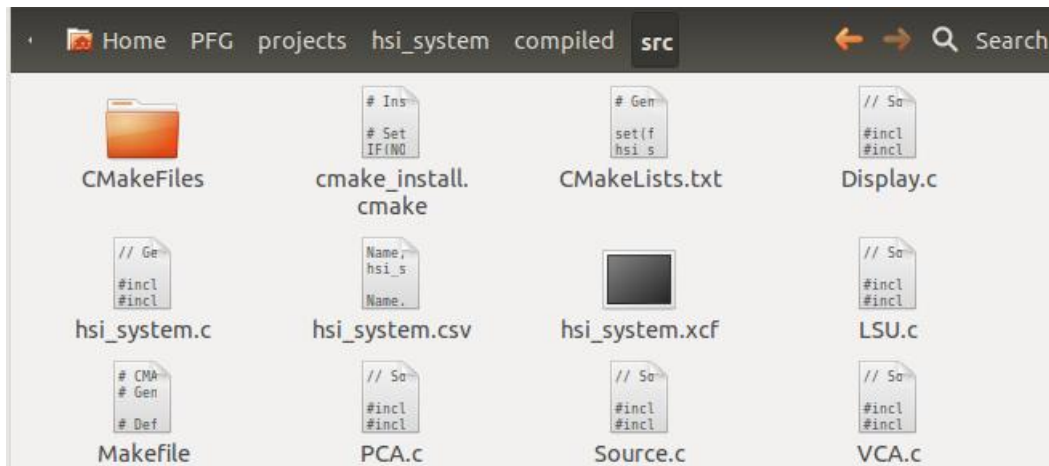 Home PFG projects hsi_system compiled src Search
# Ins
# Set
IF(NO
# Gen
set(f
hsi_s
// So
#incl
#incl
CMakeFiles cmake_install. CMakeLists.txt Display.c
cmake
// Ge
#incl
#incl
Name,
hsi_s
Name.
// So
#incl
#incl
hsi_system.c hsi_system.csv hsi_system.xcf LSU.c
# CMA
# Gen
# Def
// So
#incl
#incl
// So
#incl
#incl
// So
#incl
#incl
Makefile PCA.c Source.c VCA.c